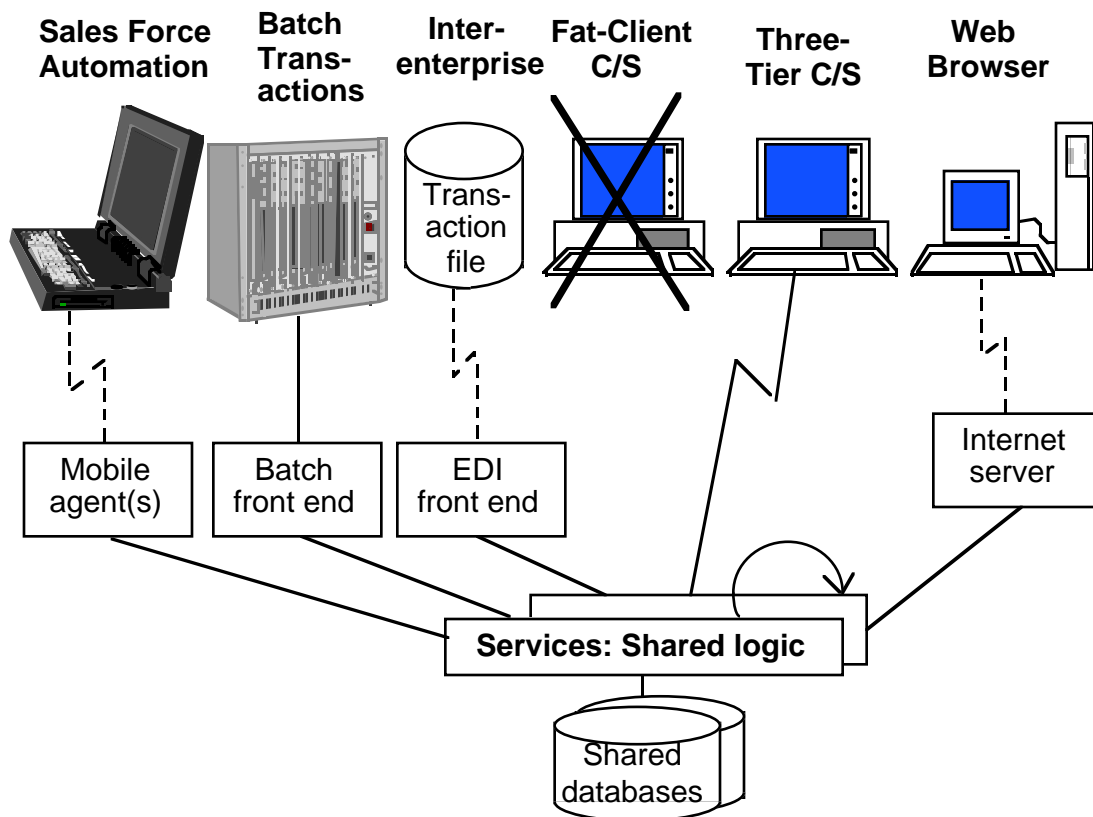 Sales Force
Automation
Batch
Trans-
actions
Inter-
enterprise
Fat-Client
C/S
Three-
Tier C/S
Web
Browser
Trans-
action
file
Mobile
agent(s)
Batch
front end
EDI
front end
Internet
server
Services: Shared logic
Shared
databases